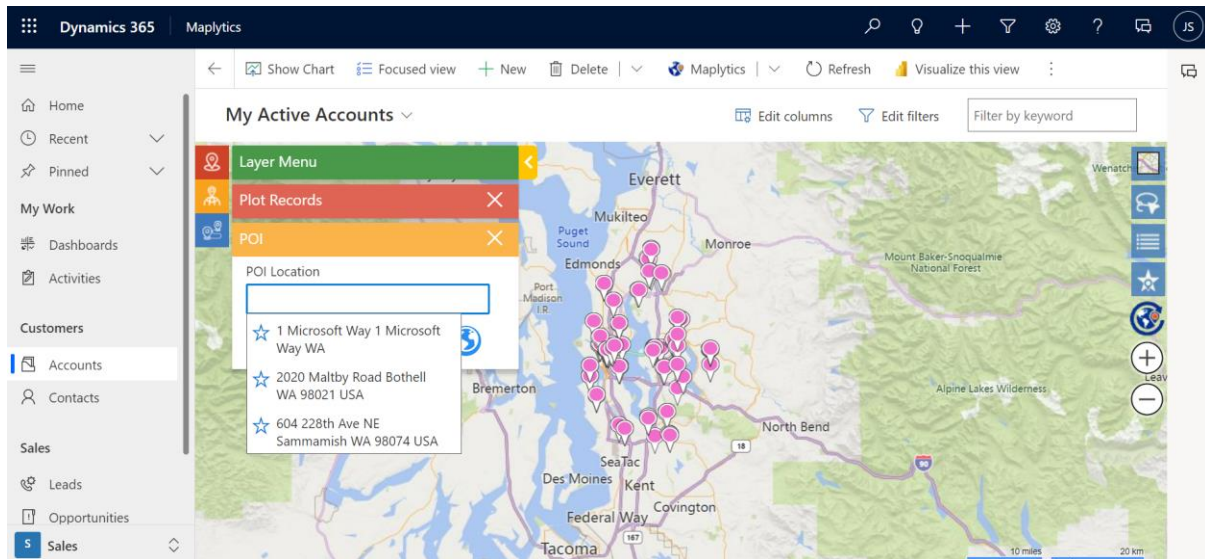 Dynamics 365 Maplytics JS
Show Chart Focused view New Delete Maplytics Refresh Visualize this view
Home
Recent
Pinned
My Work
Dashboards
Activities
Customers
Accounts
Contacts
Sales
Leads
Opportunities
S Sales
My Active Accounts Edit columns Edit filters Filter by keyword
Layer Menu
Plot Records
POI
POI Location
1 Microsoft Way 1 Microsoft
Way WA
2020 Maltby Road Bothell
WA 98021 USA
604 228th Ave NE
Sammamish WA 98074 USA
Everett
Wenatch
Mukilteo
Puget
Sound
Monroe
Edmonds
Mount Baker-Snoqualmie
National Forest
Port
Madison
I.R.
Leav
Bremerton
Alpine Lakes Wilderness
North Bend
18
SeaTac
90
Des Moines
Kent
Covington
Federal Way
167
Tacoma
10 miles 20 km